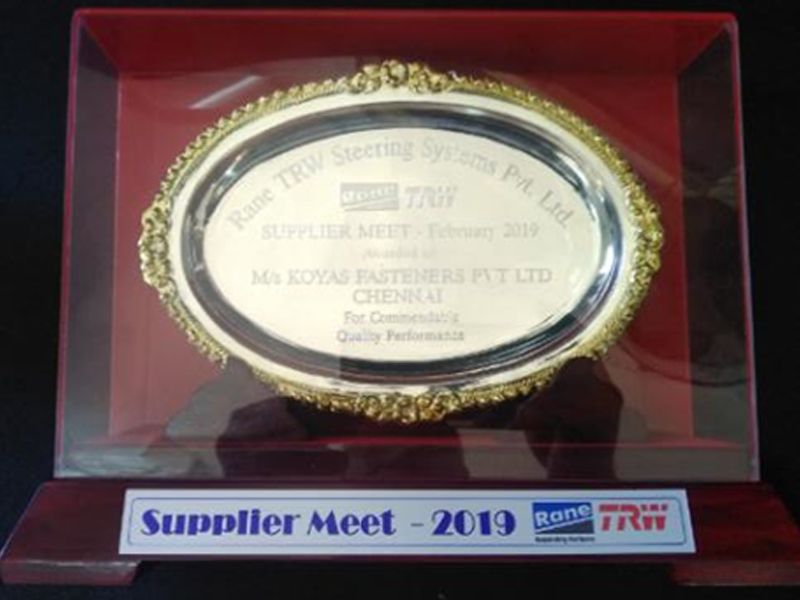 Rane TRW Steering Systems Pvt. Ltd.
Rane TRW
SUPPLIER MEET - February 2019
Awarded to
M/s KOYAS FASTENERS PVT LTD
CHENNAI
For Commendable
Quality Performance
Supplier Meet - 2019 Rane TRW